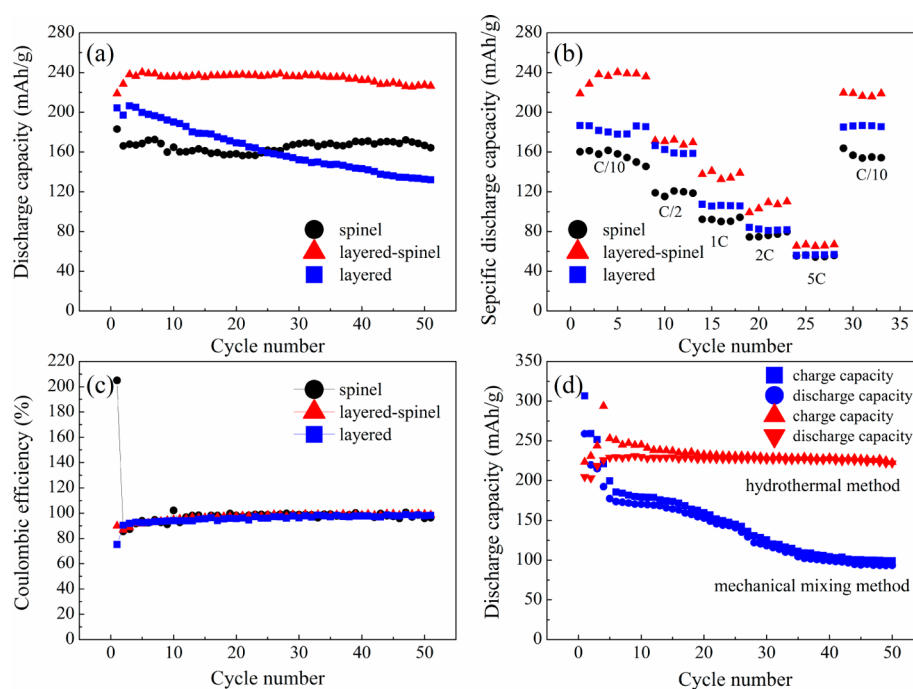 (a)
Discharge capacity (mAh/g)
280
240
200
160
120
80
40
0
spinel
layered-spinel
layered
0 10 20 30 40 50
Cycle number
(b)
Sepcific discharge capcacity (mAh/g)
280
240
200
160
120
80
40
0
C/10
C/2
1C
2C
5C
C/10
spinel
layered-spinel
layered
0 5 10 15 20 25 30 35
Cycle number
(c)
Coulombic efficiency (%)
220
200
180
160
140
120
100
80
60
40
20
0
spinel
layered-spinel
layered
0 10 20 30 40 50
Cycle number
(d)
Discharge capacity (mAh/g)
350
300
250
200
150
100
50
0
charge capacity
discharge capacity
charge capacity
discharge capacity
hydrothermal method
mechanical mixing method
0 10 20 30 40 50
Cycle number